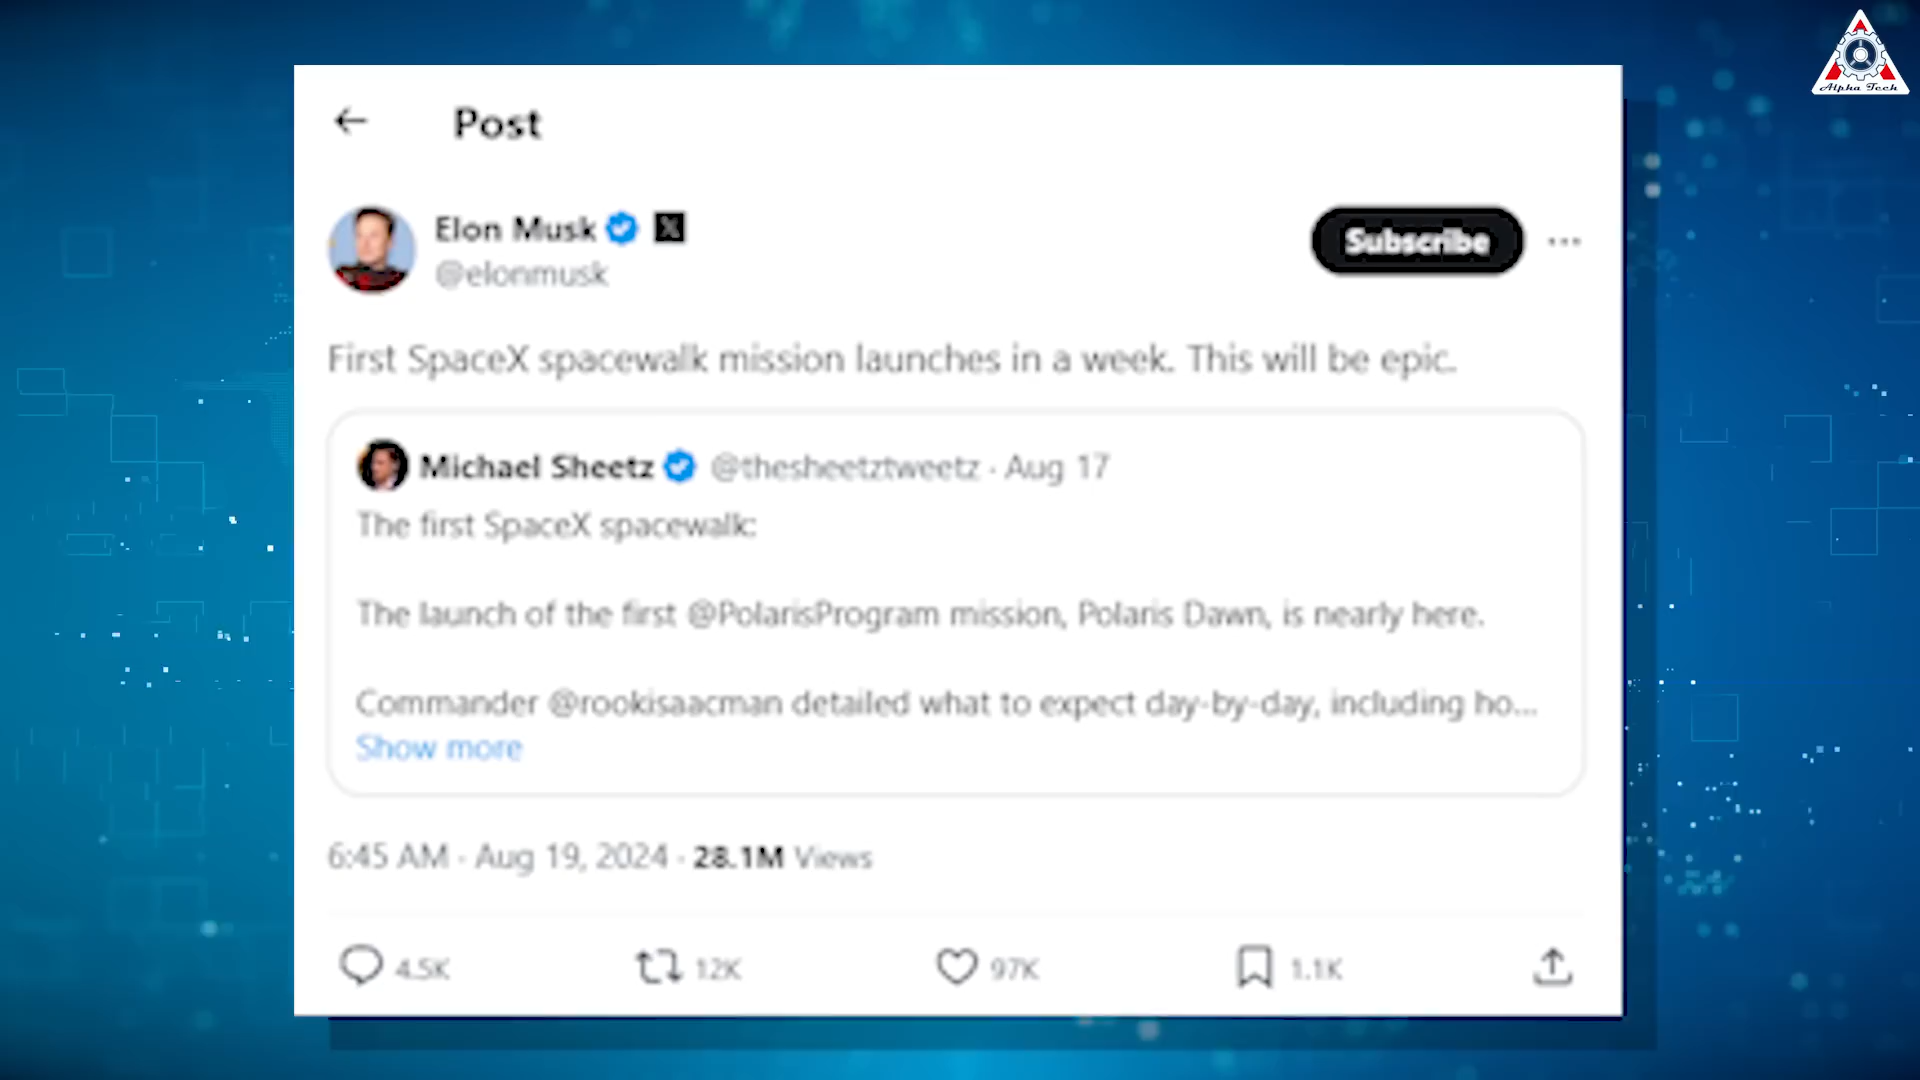 Alpha Tech
Post
Elon Musk
@elonmusk
Subscribe
First SpaceX spacewalk mission launches in a week. This will be epic.
Michael Sheetz @thesheetztweetz · Aug 17
The first SpaceX spacewalk:
The launch of the first @PolarisProgram mission, Polaris Dawn, is nearly here.
Commander @rookisaacman detailed what to expect day-by-day, including ho...
Show more
6:45 AM · Aug 19, 2024 · 28.1M Views
4.5K 12K 97K 1.1K